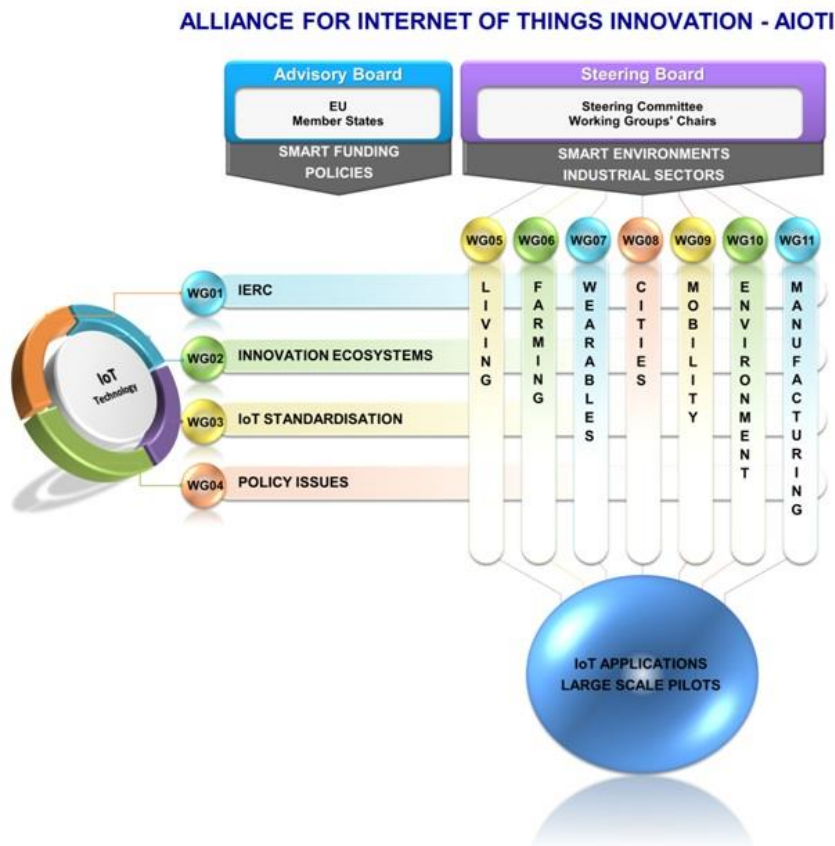 ALLIANCE FOR INTERNET OF THINGS INNOVATION - AIOTI
Advisory Board
EU
Member States
SMART FUNDING
POLICIES
Steering Board
Steering Committee
Working Groups' Chairs
SMART ENVIRONMENTS
INDUSTRIAL SECTORS
WG05
WG06
WG07
WG08
WG09
WG10
WG11
LIVING
FARMING
WEARABLES
CITIES
MOBILITY
ENVIRONMENT
MANUFACTURING
IoT
Technology
WG01
IERC
WG02
INNOVATION ECOSYSTEMS
WG03
IoT STANDARDISATION
WG04
POLICY ISSUES
IoT APPLICATIONS
LARGE SCALE PILOTS